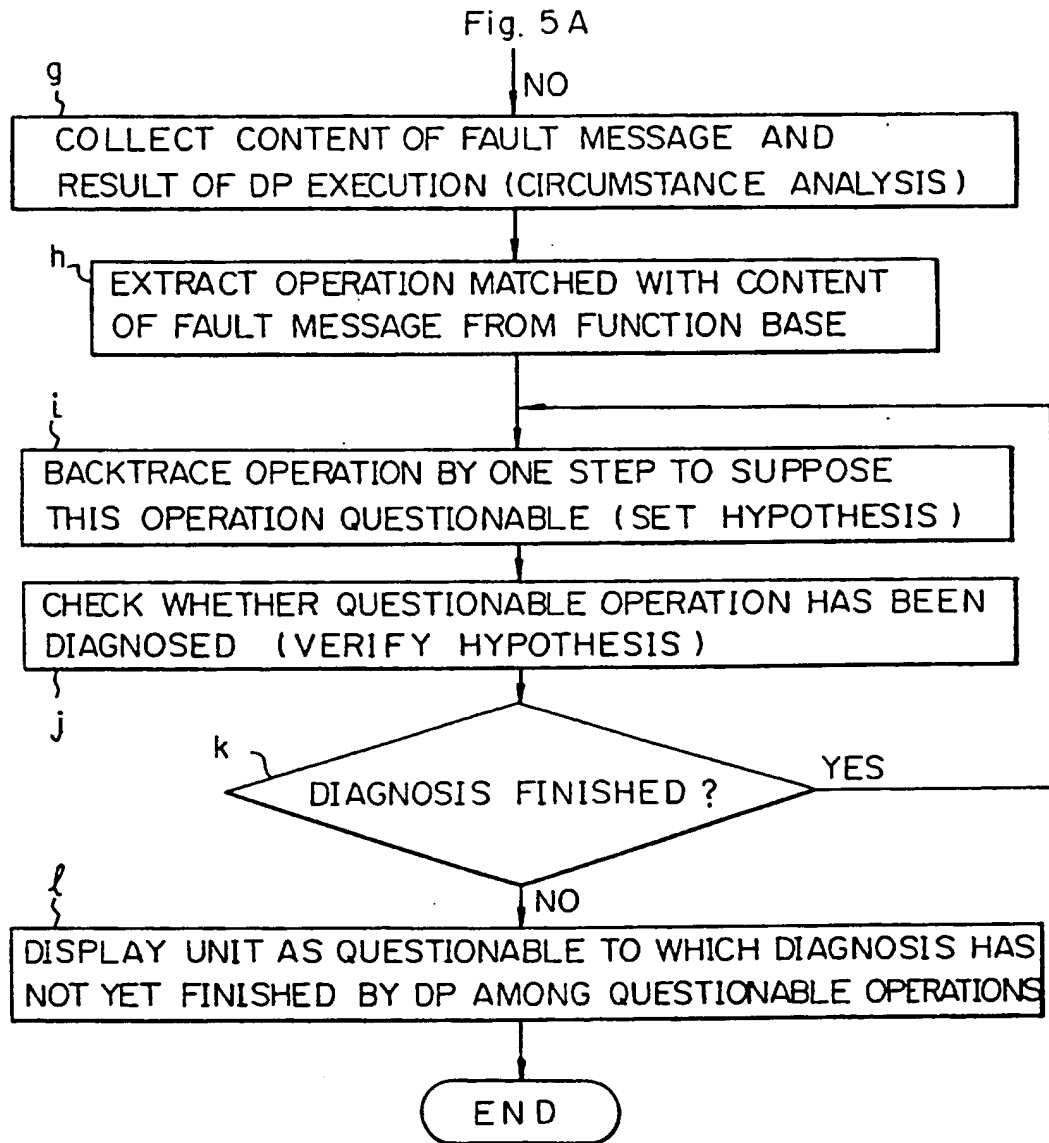 Fig. 5A
g
NO
COLLECT CONTENT OF FAULT MESSAGE AND
RESULT OF DP EXECUTION (CIRCUMSTANCE ANALYSIS)
h
EXTRACT OPERATION MATCHED WITH CONTENT
OF FAULT MESSAGE FROM FUNCTION BASE
i
BACKTRACE OPERATION BY ONE STEP TO SUPPOSE
THIS OPERATION QUESTIONABLE (SET HYPOTHESIS)
CHECK WHETHER QUESTIONABLE OPERATION HAS BEEN
DIAGNOSED (VERIFY HYPOTHESIS)
j
k
YES
DIAGNOSIS FINISHED?
l
NO
DISPLAY UNIT AS QUESTIONABLE TO WHICH DIAGNOSIS HAS
NOT YET FINISHED BY DP AMONG QUESTIONABLE OPERATIONS
END